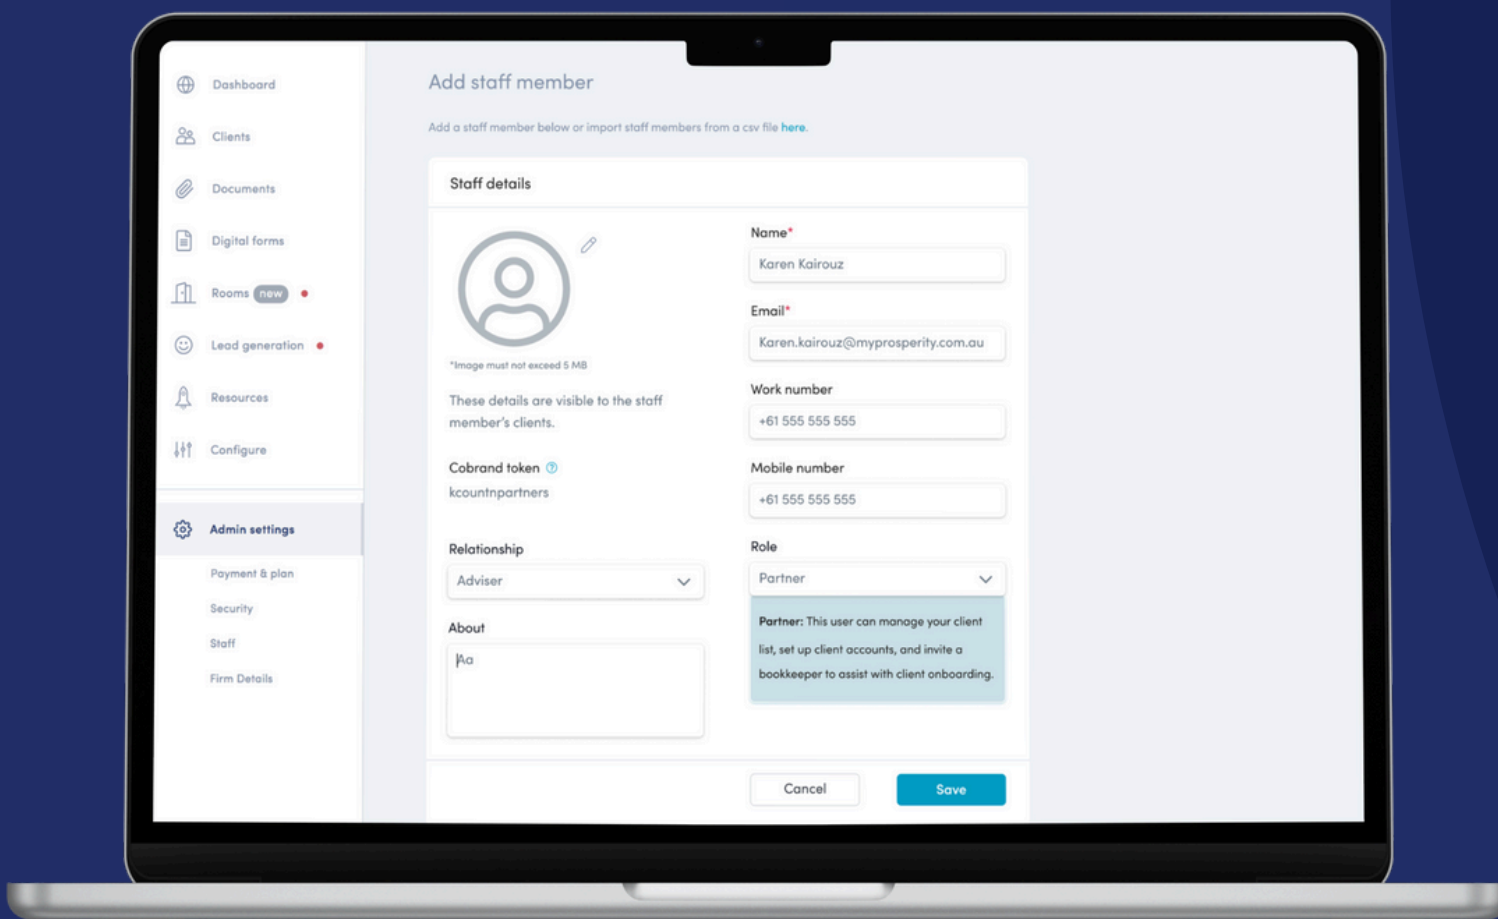 Dashboard
Clients
Documents
Digital forms
Rooms new
Lead generation
Resources
Configure
Admin settings
Payment & plan
Security
Staff
Firm Details
Add staff member
Add a staff member below or import staff members from a csv file here.
Staff details
*Image must not exceed 5 MB
These details are visible to the staff
member's clients.
Cobrand token ?
kcountnpartners
Relationship
Adviser
About
Aa
Name*
Karen Kairouz
Email*
Karen.kairouz@myprosperity.com.au
Work number
+61 555 555 555
Mobile number
+61 555 555 555
Role
Partner
Partner: This user can manage your client
list, set up client accounts, and invite a
bookkeeper to assist with client onboarding.
Cancel
Save